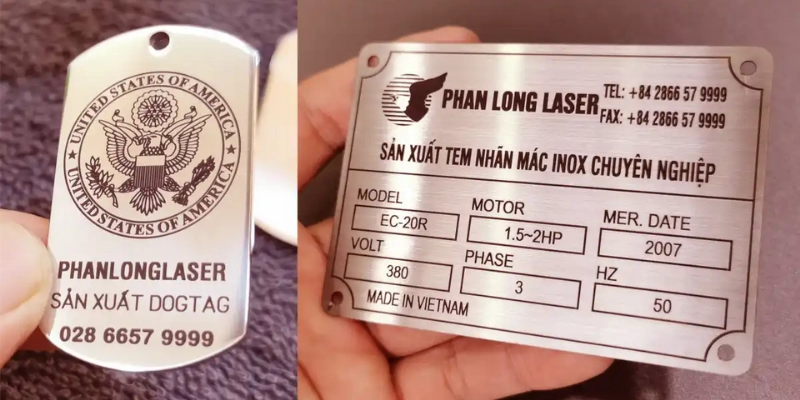 UNITED STATES OF AMERICA
UNITED STATES OF AMERICA
PHANLONGLASER
SẢN XUẤT DOGTAG
028 6657 9999
PHAN LONG LASER
TEL: +84 2866 57 9999
FAX: +84 2866 57 9999
SẢN XUẤT TEM NHÃN MÁC INOX CHUYÊN NGHIỆP
MODEL MOTOR MER. DATE
EC-20R 1.5~2HP 2007
VOLT PHASE HZ
380 3 50
MADE IN VIETNAM